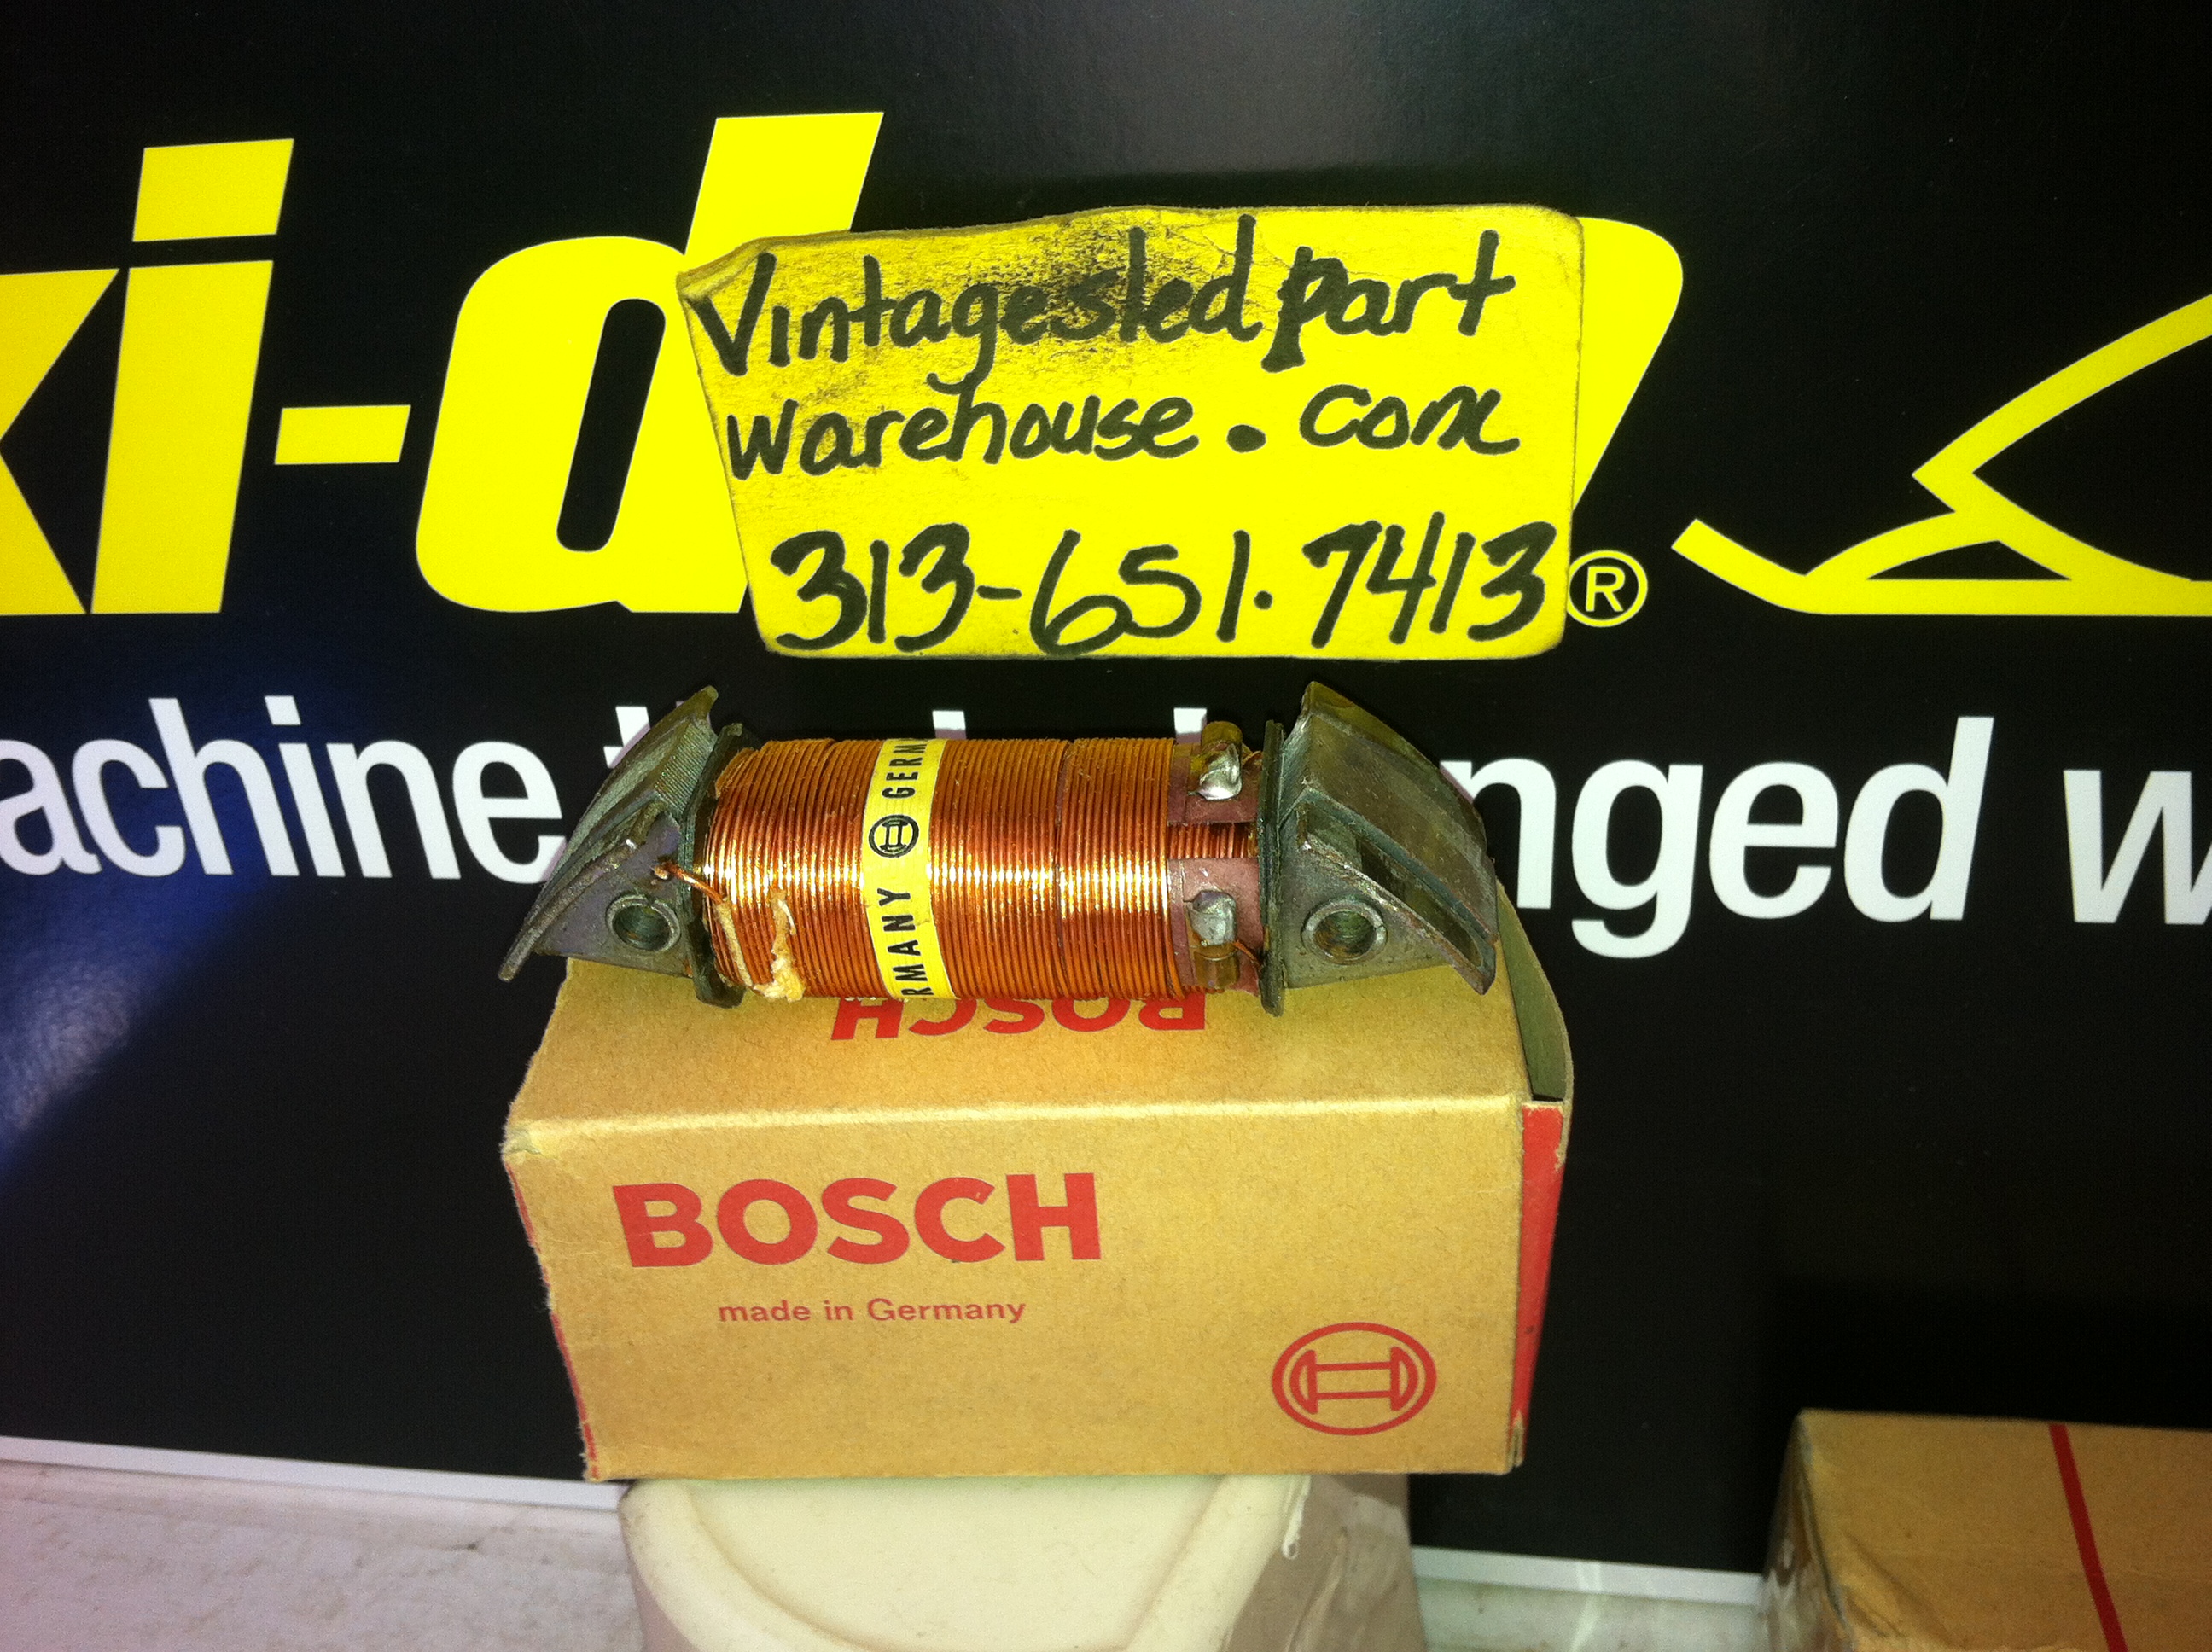 ki-d
Vintagesledpart
warehouse.com
313-651.7413
®
achine
nged w
GERM
RMANY
BOSCH
BOSCH
made in Germany